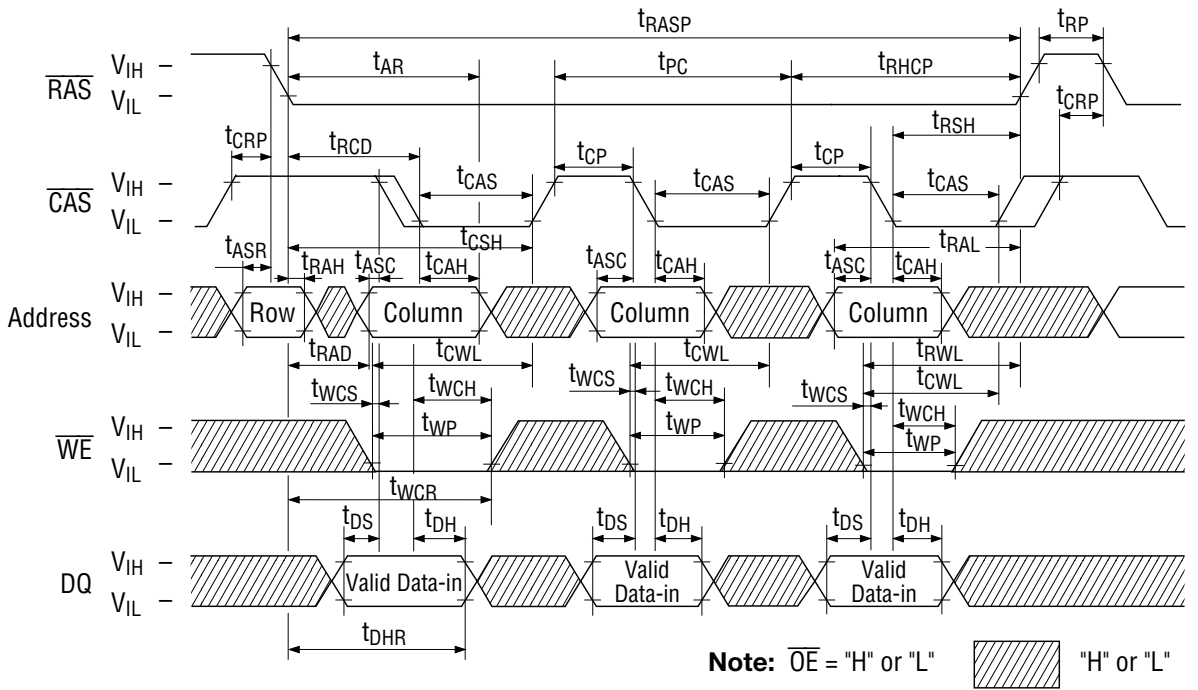 tRASP
tRP
tAR
tPC
tRHCP
RAS
VIH
VIL
tCRP
tRCD
tCP
tCP
tRSH
tCRP
CAS
VIH
VIL
tCAS
tCAS
tCAS
tCSH
tRAL
tASR
tRAH
tASC
tCAH
tASC
tCAH
tASC
tCAH
Address
VIH
VIL
Row
Column
Column
Column
tRAD
tCWL
tCWL
tRWL
tCWL
tWCS
tWCH
tWCS
tWCH
tWCS
tWCH
WE
VIH
VIL
tWP
tWP
tWP
tWCR
tDS
tDH
tDS
tDH
tDS
tDH
DQ
VIH
VIL
Valid Data-in
Valid
Data-in
Valid
Data-in
tDHR
Note: OE = "H" or "L"
"H" or "L"